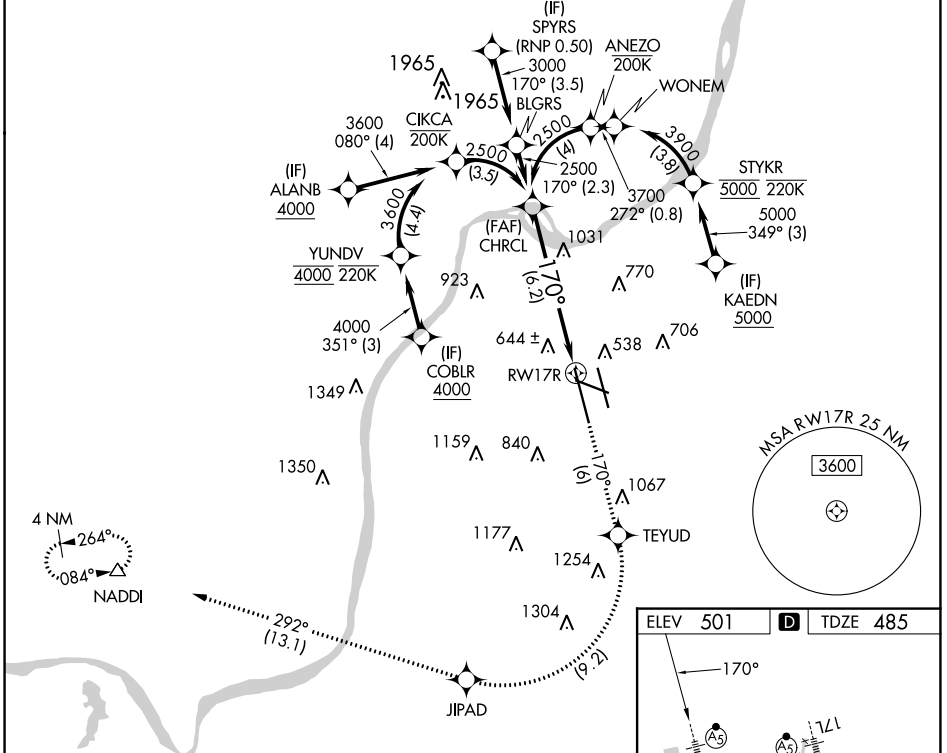 (IF)
SPYRS
(RNP 0.50)
3000
170° (3.5)
ANEZO
200K
WONEM
1965
1965
BLGRS
CIKCA
200K
3600
080° (4)
2500
(3.5)
2500
(4)
2500
170° (2.3)
3900
(3.8)
3700
272° (0.8)
STYKR
5000 220K
5000
349° (3)
(IF)
KAEDN
5000
(IF)
ALANB
4000
3600
(4.4)
YUNDV
4000 220K
(FAF)
CHRCL
1031
770
923
170°
(6.2)
4000
351° (3)
(IF)
COBLR
4000
644 ±
538
706
RW17R
1349
1159
840
1350
170°
(6)
1067
TEYUD
1177
1254
1304
MSA RW17R 25 NM
3600
4 NM
264°
084°
NADDI
292°
(13.1)
(9.2)
JIPAD
ELEV 501
D
TDZE 485
170°
A5
A5
17L